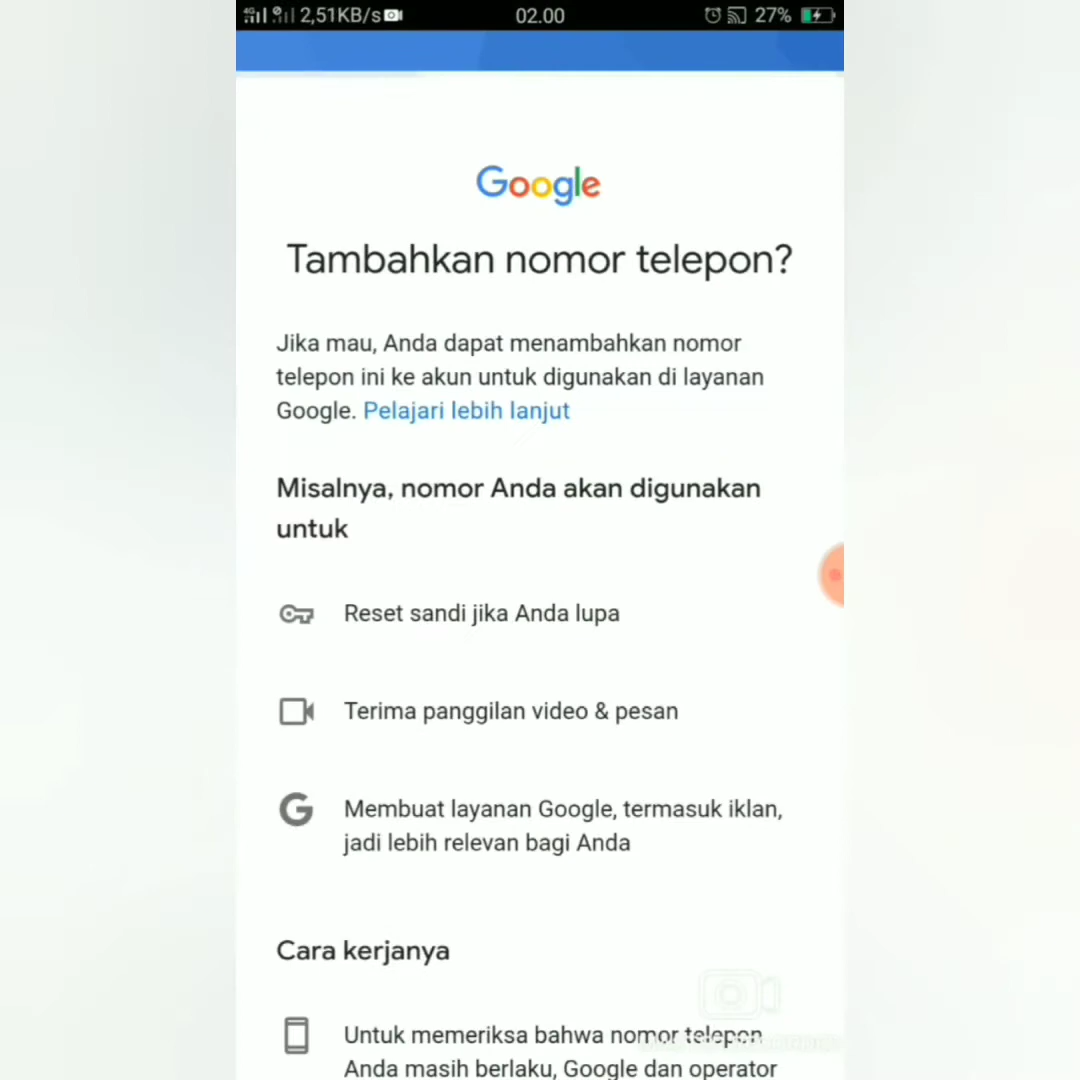 4G 2,51KB/s 02.00 27%
Google
Tambahkan nomor telepon?
Jika mau, Anda dapat menambahkan nomor
telepon ini ke akun untuk digunakan di layanan
Google. Pelajari lebih lanjut
Misalnya, nomor Anda akan digunakan
untuk
Reset sandi jika Anda lupa
Terima panggilan video & pesan
Membuat layanan Google, termasuk iklan,
jadi lebih relevan bagi Anda
Cara kerjanya
Untuk memeriksa bahwa nomor telepon
Anda masih berlaku, Google dan operator